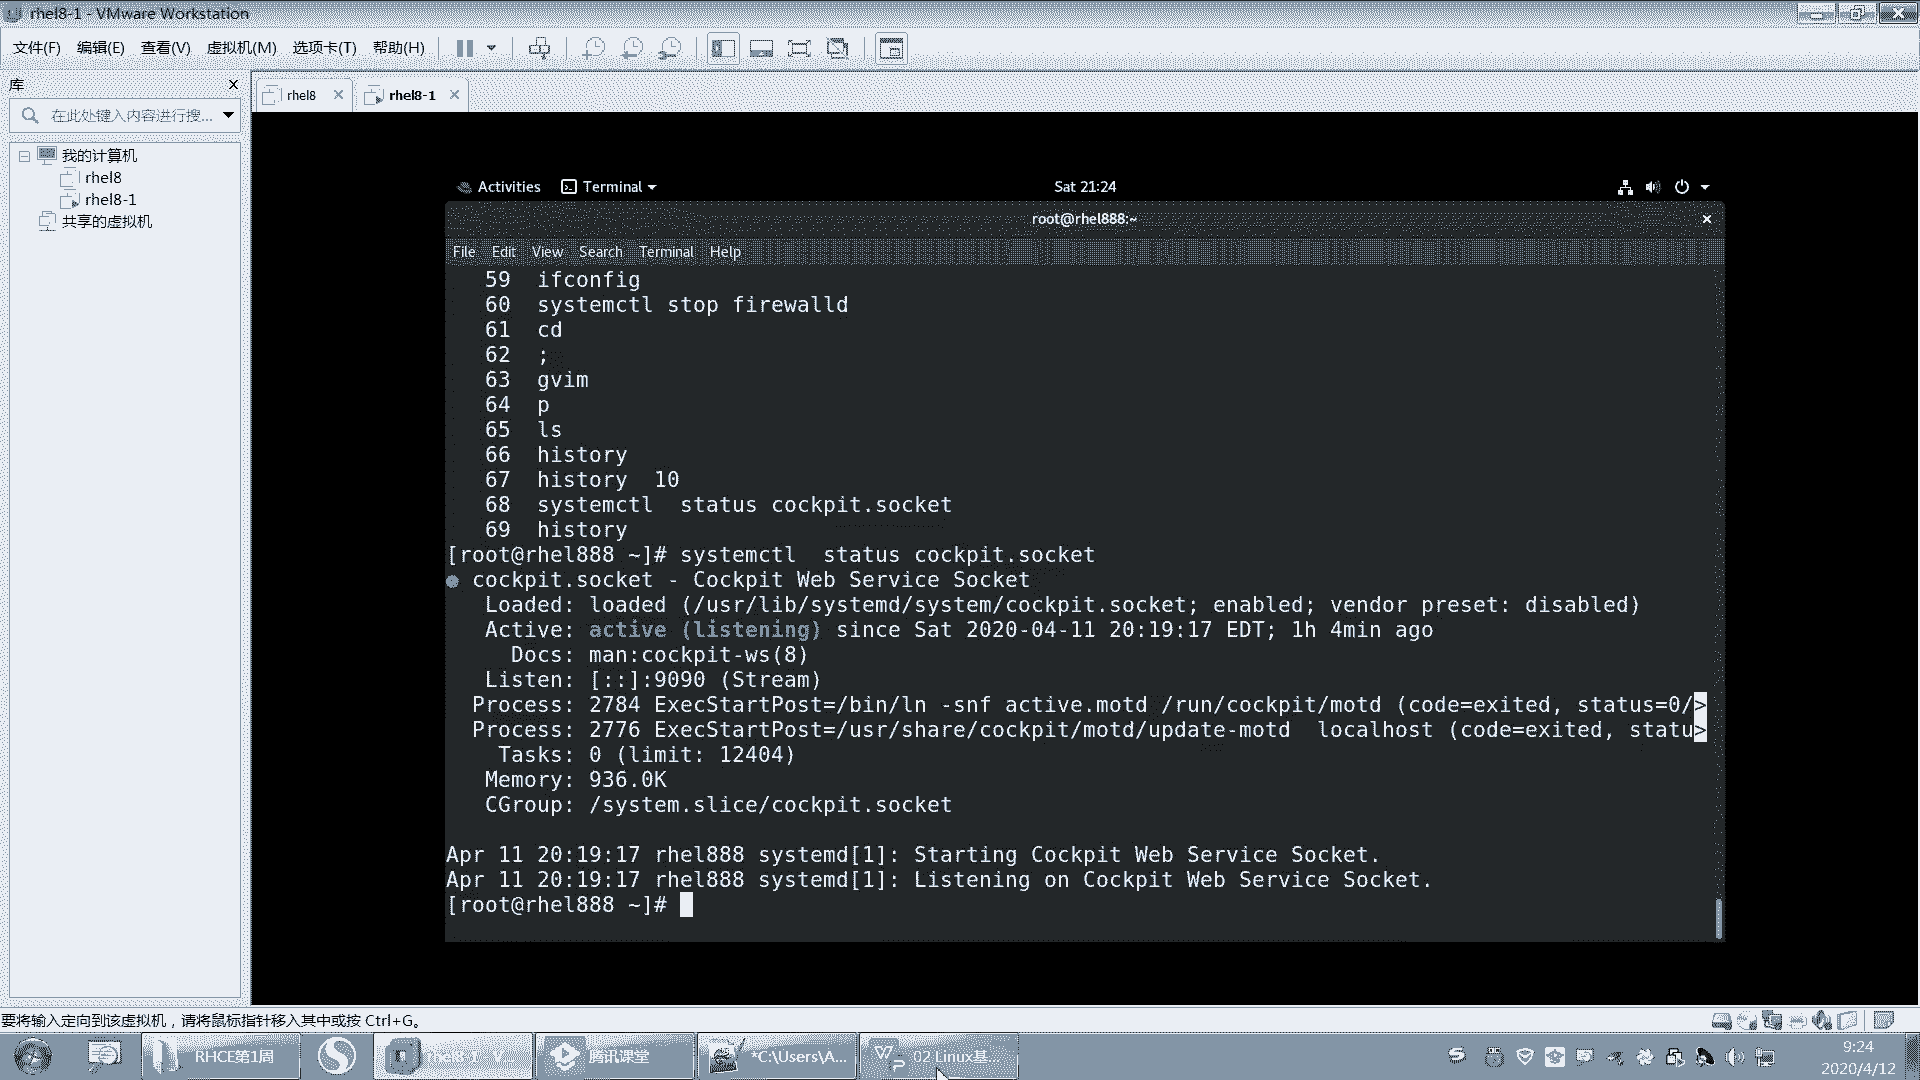 rhel8-1 - VMware Workstation
文件(F) 编辑(E) 查看(V) 虚拟机(M) 选项卡(T) 帮助(H)
库
在此处键入内容进行搜...
我的计算机
rhel8
rhel8-1
共享的虚拟机
rhel8 rhel8-1
Activities Terminal Sat 21:24
root@rhel888:~
File Edit View Search Terminal Help
59 ifconfig
60 systemctl stop firewalld
61 cd
62 ;
63 gvim
64 p
65 ls
66 history
67 history  10
68 systemctl  status cockpit.socket
69 history
[root@rhel888 ~]# systemctl  status cockpit.socket
● cockpit.socket - Cockpit Web Service Socket
Loaded: loaded (/usr/lib/systemd/system/cockpit.socket; enabled; vendor preset: disabled)
Active: active (listening) since Sat 2020-04-11 20:19:17 EDT; 1h 4min ago
Docs: man:cockpit-ws(8)
Listen: [::]:9090 (Stream)
Process: 2784 ExecStartPost=/bin/ln -snf active.motd /run/cockpit/motd (code=exited, status=0/>
Process: 2776 ExecStartPost=/usr/share/cockpit/motd/update-motd  localhost (code=exited, statu>
Tasks: 0 (limit: 12404)
Memory: 936.0K
CGroup: /system.slice/cockpit.socket
Apr 11 20:19:17 rhel888 systemd[1]: Starting Cockpit Web Service Socket.
Apr 11 20:19:17 rhel888 systemd[1]: Listening on Cockpit Web Service Socket.
[root@rhel888 ~]#
要将输入定向到该虚拟机，请将鼠标指针移入其中或按 Ctrl+G。
RHCE第1周 rhel8-1 - V... 腾讯课堂 *C:\Users\A... 02 Linux基...
9:24
2020/4/12